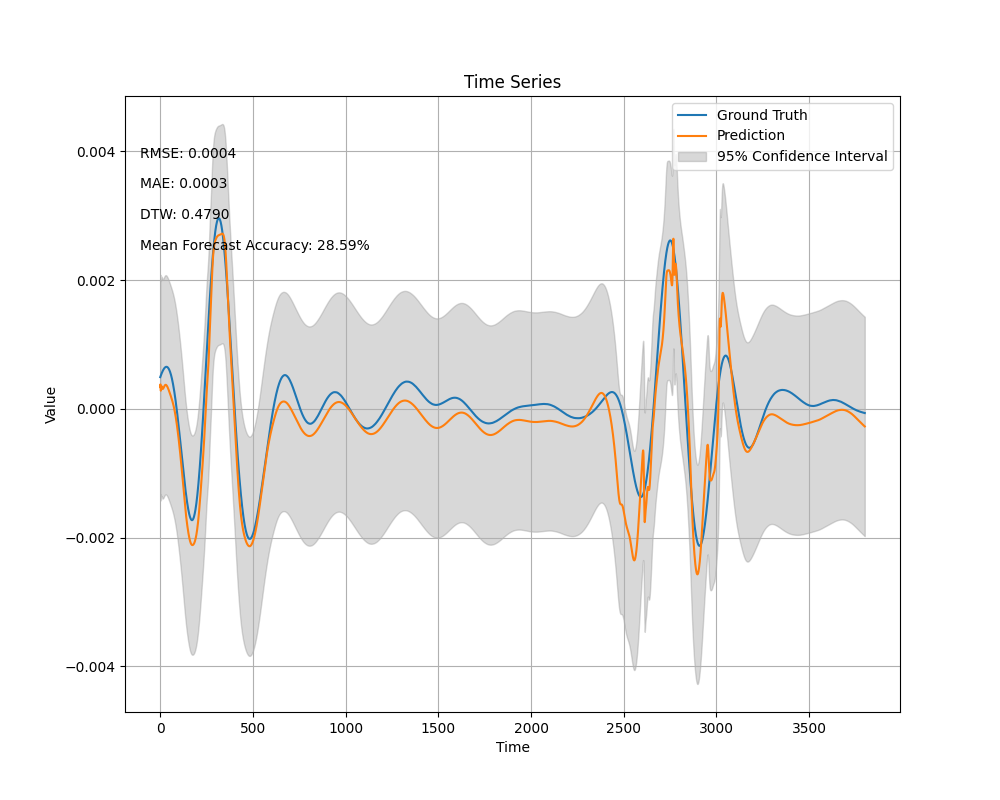 Time Series
Ground Truth
Prediction
95% Confidence Interval
RMSE: 0.0004
MAE: 0.0003
DTW: 0.4790
Mean Forecast Accuracy: 28.59%
Value
0.004
0.002
0.000
−0.002
−0.004
0 500 1000 1500 2000 2500 3000 3500
Time